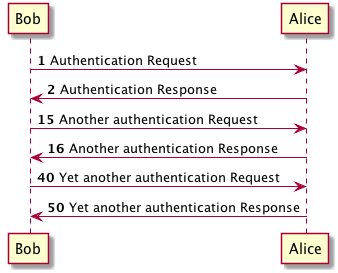 Bob Alice
1 Authentication Request
2 Authentication Response
15 Another authentication Request
16 Another authentication Response
40 Yet another authentication Request
50 Yet another authentication Response
Bob Alice